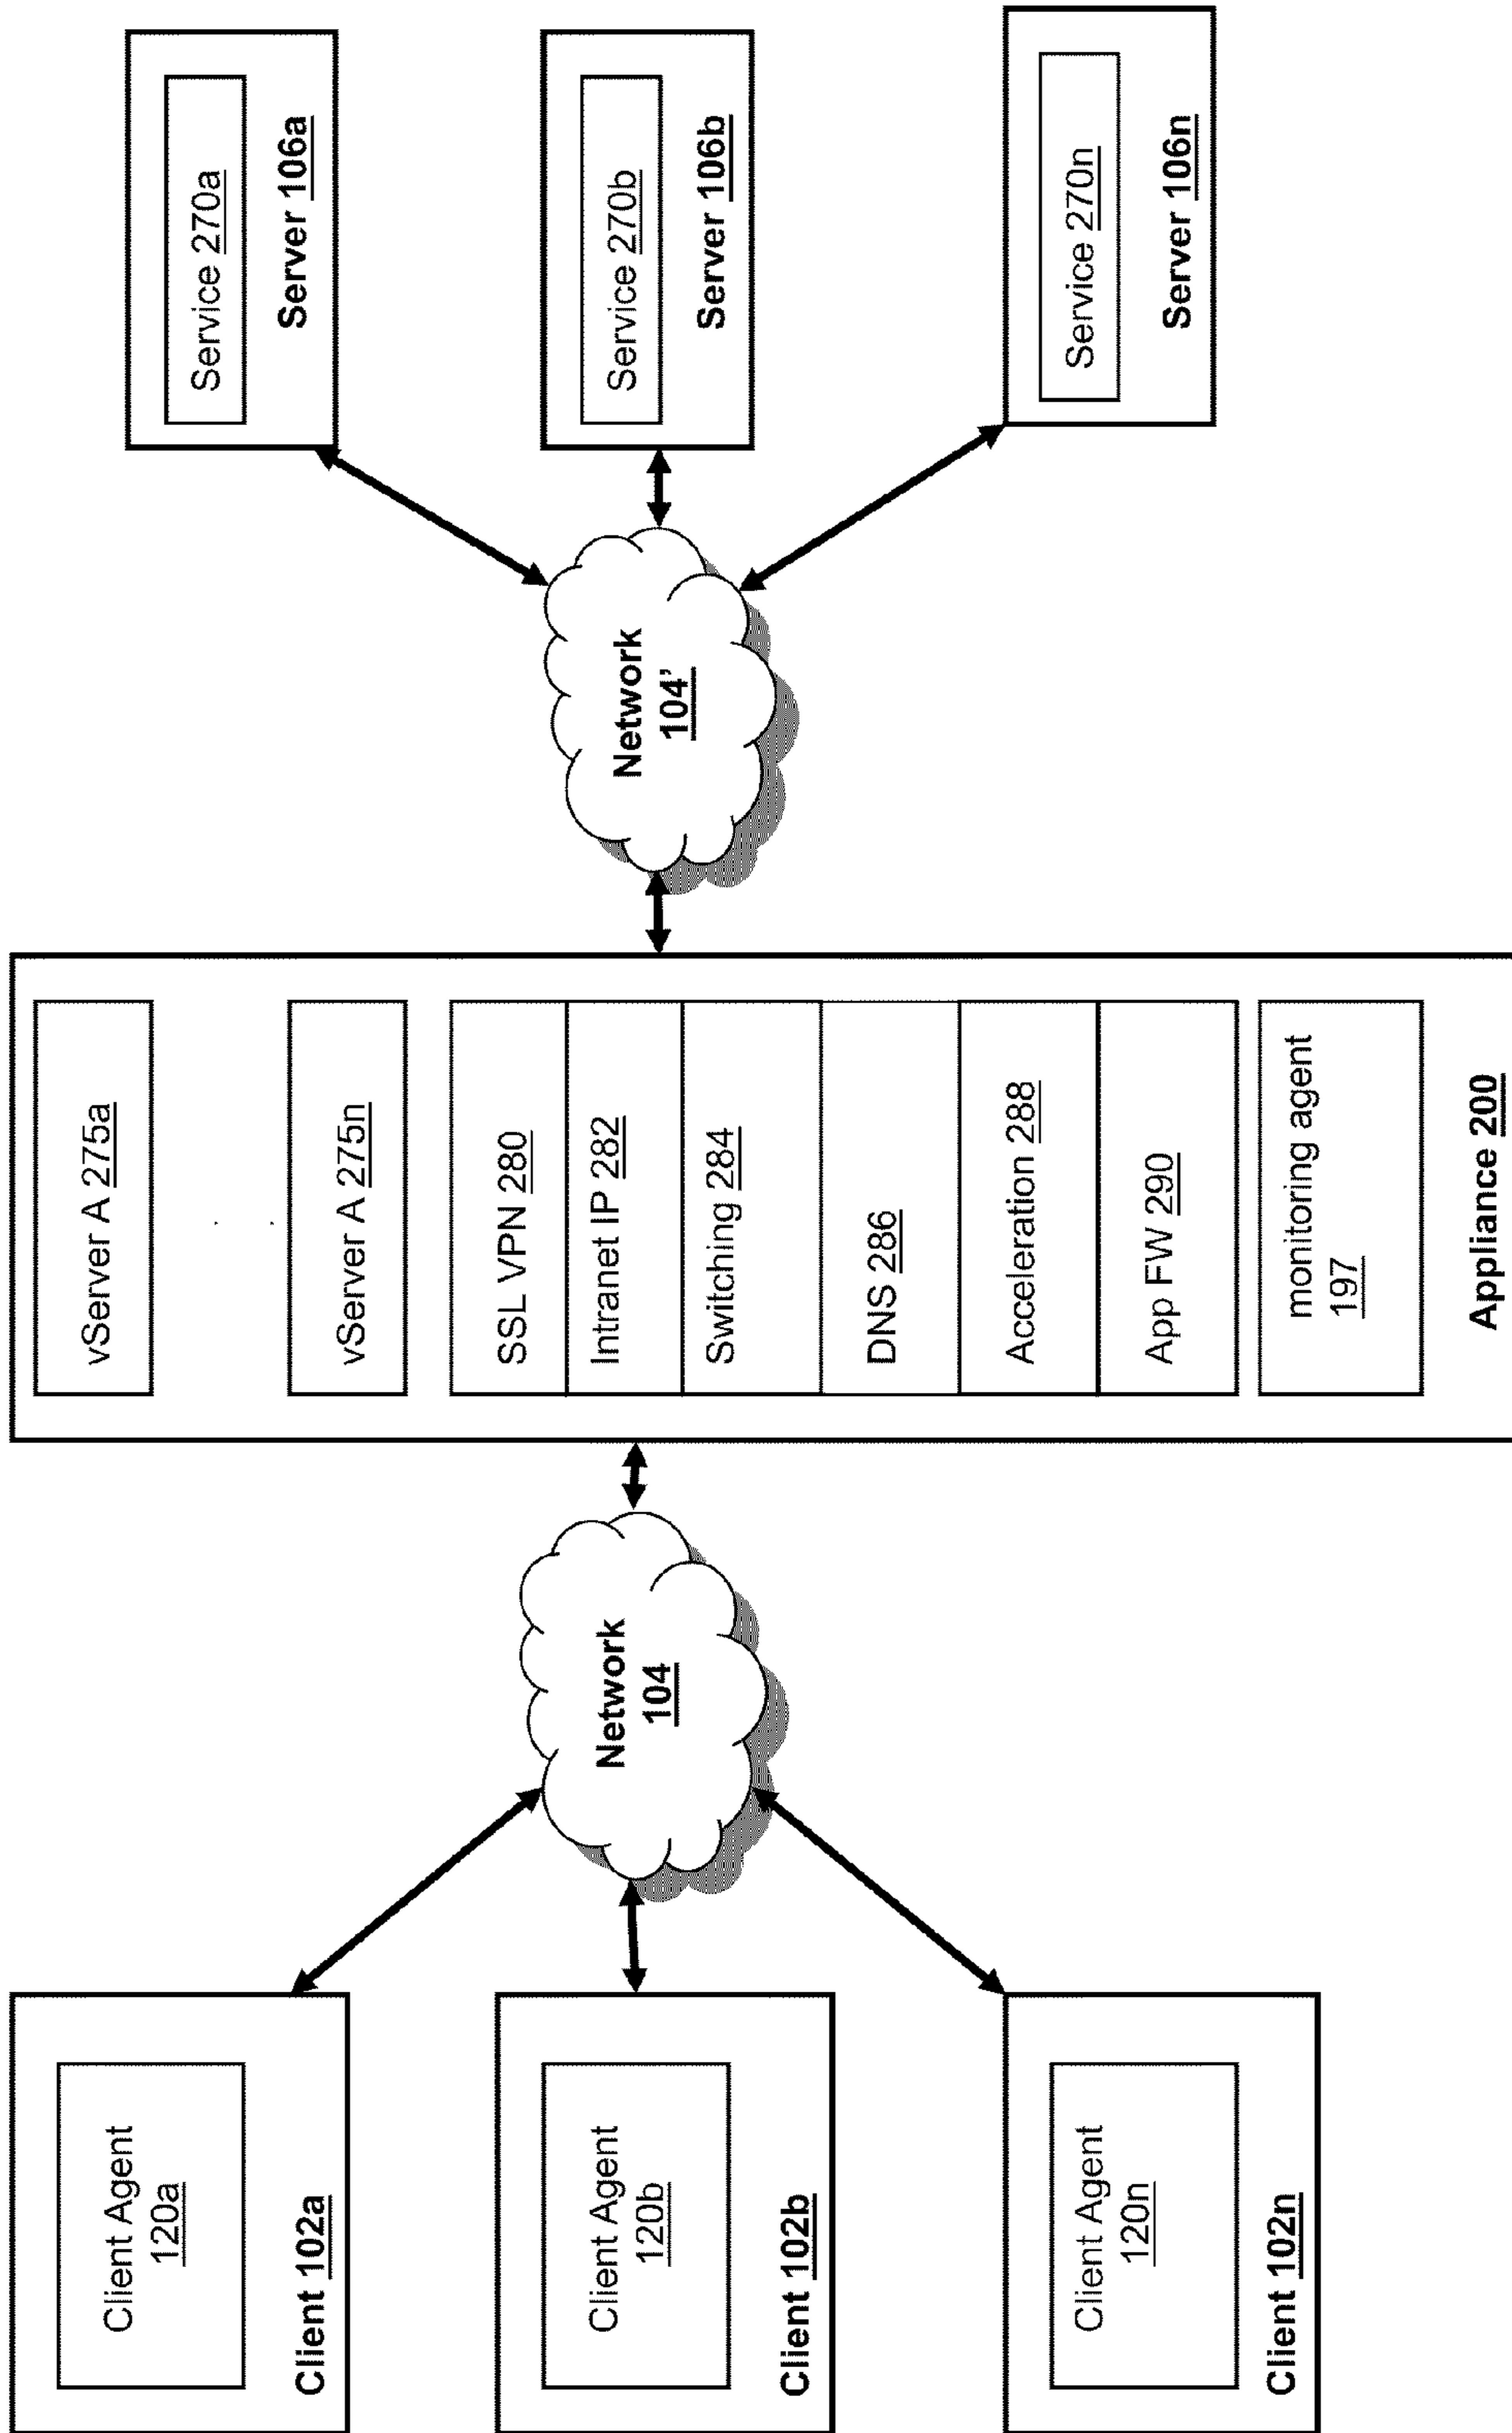 Client Agent
120a
Client 102a
Client Agent
120b
Client 102b
Client Agent
120n
Client 102n
Network
104
vServer A 275a
vServer A 275n
SSL VPN 280
Intranet IP 282
Switching 284
DNS 286
Acceleration 288
App FW 290
monitoring agent
197
Appliance 200
Network
104’
Service 270a
Server 106a
Service 270b
Server 106b
Service 270n
Server 106n